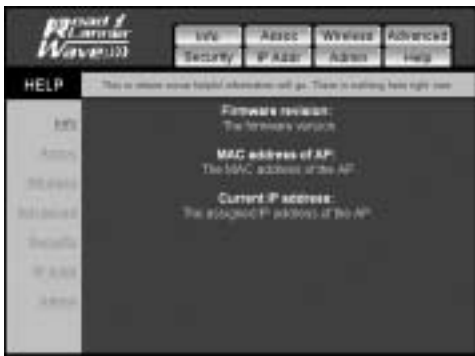 RoadLanner
Wave
Info Assoc Wireless Advanced
Security IP Addr Admin Help
HELP
This is where some helpful information will go. There is nothing here right now.
Info
Assoc
Wireless
Advanced
Security
IP Addr
Admin
Firmware revision:
The firmware version
MAC address of AP:
The MAC address of the AP
Current IP address:
The assigned IP address of the AP